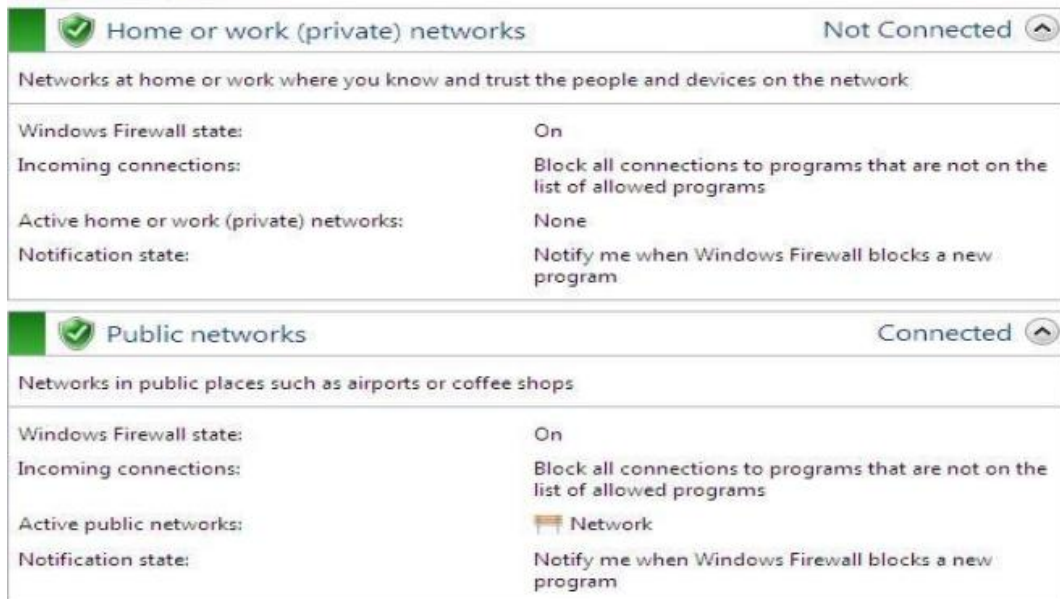 Home or work (private) networks Not Connected
Networks at home or work where you know and trust the people and devices on the network
Windows Firewall state: On
Incoming connections: Block all connections to programs that are not on the
list of allowed programs
Active home or work (private) networks: None
Notification state: Notify me when Windows Firewall blocks a new
program
Public networks Connected
Networks in public places such as airports or coffee shops
Windows Firewall state: On
Incoming connections: Block all connections to programs that are not on the
list of allowed programs
Active public networks: Network
Notification state: Notify me when Windows Firewall blocks a new
program